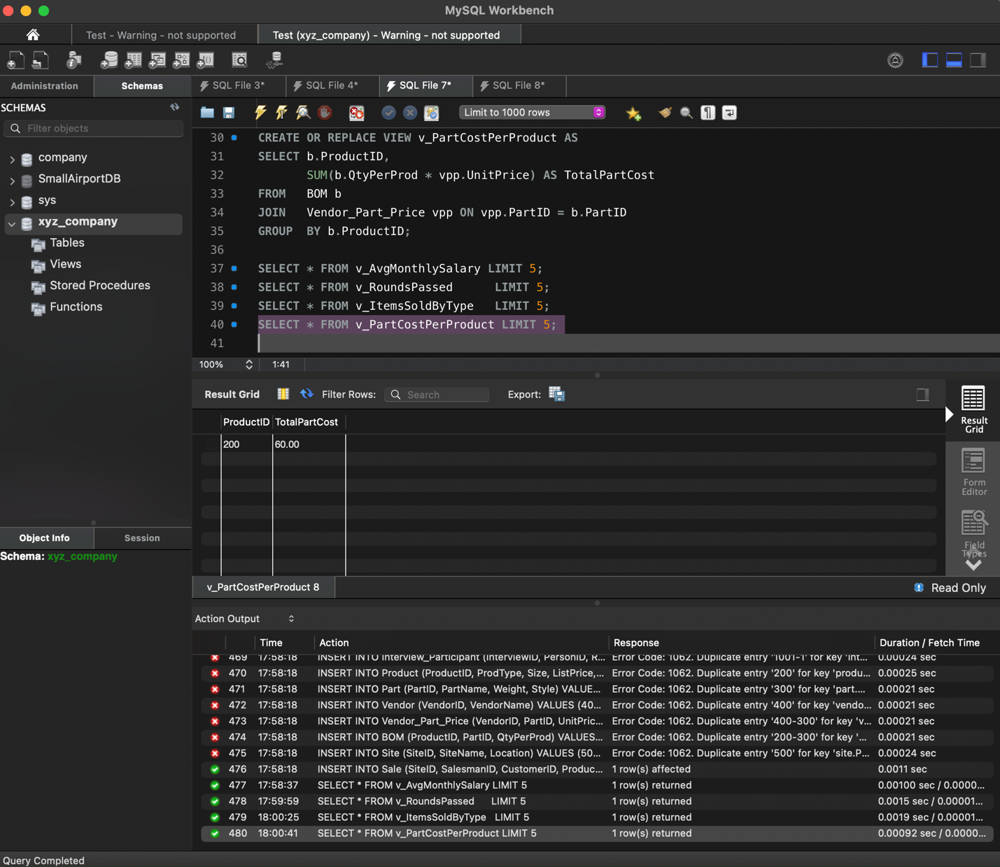 MySQL Workbench
Test - Warning - not supported
Test (xyz_company) - Warning - not supported
Administration
Schemas
SQL File 3*
SQL File 4*
SQL File 7*
SQL File 8*
SCHEMAS
Filter objects
Limit to 1000 rows
company
SmallAirportDB
sys
xyz_company
Tables
Views
Stored Procedures
Functions
30 CREATE OR REPLACE VIEW v_PartCostPerProduct AS
31 SELECT b.ProductID,
32 SUM(b.QtyPerProd * vpp.UnitPrice) AS TotalPartCost
33 FROM BOM b
34 JOIN Vendor_Part_Price vpp ON vpp.PartID = b.PartID
35 GROUP BY b.ProductID;
36
37 SELECT * FROM v_AvgMonthlySalary LIMIT 5;
38 SELECT * FROM v_RoundsPassed LIMIT 5;
39 SELECT * FROM v_ItemsSoldByType LIMIT 5;
40 SELECT * FROM v_PartCostPerProduct LIMIT 5;
41
100% 1:41
Result Grid Filter Rows: Search Export:
ProductID TotalPartCost
200 60.00
Result
Grid
Form
Editor
Field
Types
v_PartCostPerProduct 8
Read Only
Object Info
Session
Schema: xyz_company
Action Output
Time Action Response Duration / Fetch Time
469 17:58:18 INSERT INTO Interview_Participant (InterviewID, PersonID, R... Error Code: 1062. Duplicate entry '1001-1' for key 'int... 0.00024 sec
470 17:58:18 INSERT INTO Product (ProductID, ProdType, Size, ListPrice,... Error Code: 1062. Duplicate entry '200' for key 'produ... 0.00025 sec
471 17:58:18 INSERT INTO Part (PartID, PartName, Weight, Style) VALUE... Error Code: 1062. Duplicate entry '300' for key 'part.... 0.00021 sec
472 17:58:18 INSERT INTO Vendor (VendorID, VendorName) VALUES (40... Error Code: 1062. Duplicate entry '400' for key 'vendo... 0.00021 sec
473 17:58:18 INSERT INTO Vendor_Part_Price (VendorID, PartID, UnitPric... Error Code: 1062. Duplicate entry '400-300' for key 'v... 0.00021 sec
474 17:58:18 INSERT INTO BOM (ProductID, PartID, QtyPerProd) VALUES... Error Code: 1062. Duplicate entry '200-300' for key '... 0.00021 sec
475 17:58:18 INSERT INTO Site (SiteID, SiteName, Location) VALUES (50... Error Code: 1062. Duplicate entry '500' for key 'site.P... 0.00024 sec
476 17:58:18 INSERT INTO Sale (SiteID, SalesmanID, CustomerID, Produc... 1 row(s) affected 0.0011 sec
477 17:58:37 SELECT * FROM v_AvgMonthlySalary LIMIT 5 1 row(s) returned 0.00100 sec / 0.0000...
478 17:59:59 SELECT * FROM v_RoundsPassed LIMIT 5 1 row(s) returned 0.0015 sec / 0.00001...
479 18:00:25 SELECT * FROM v_ItemsSoldByType LIMIT 5 1 row(s) returned 0.0019 sec / 0.00001...
480 18:00:41 SELECT * FROM v_PartCostPerProduct LIMIT 5 1 row(s) returned 0.00092 sec / 0.0000...
Query Completed